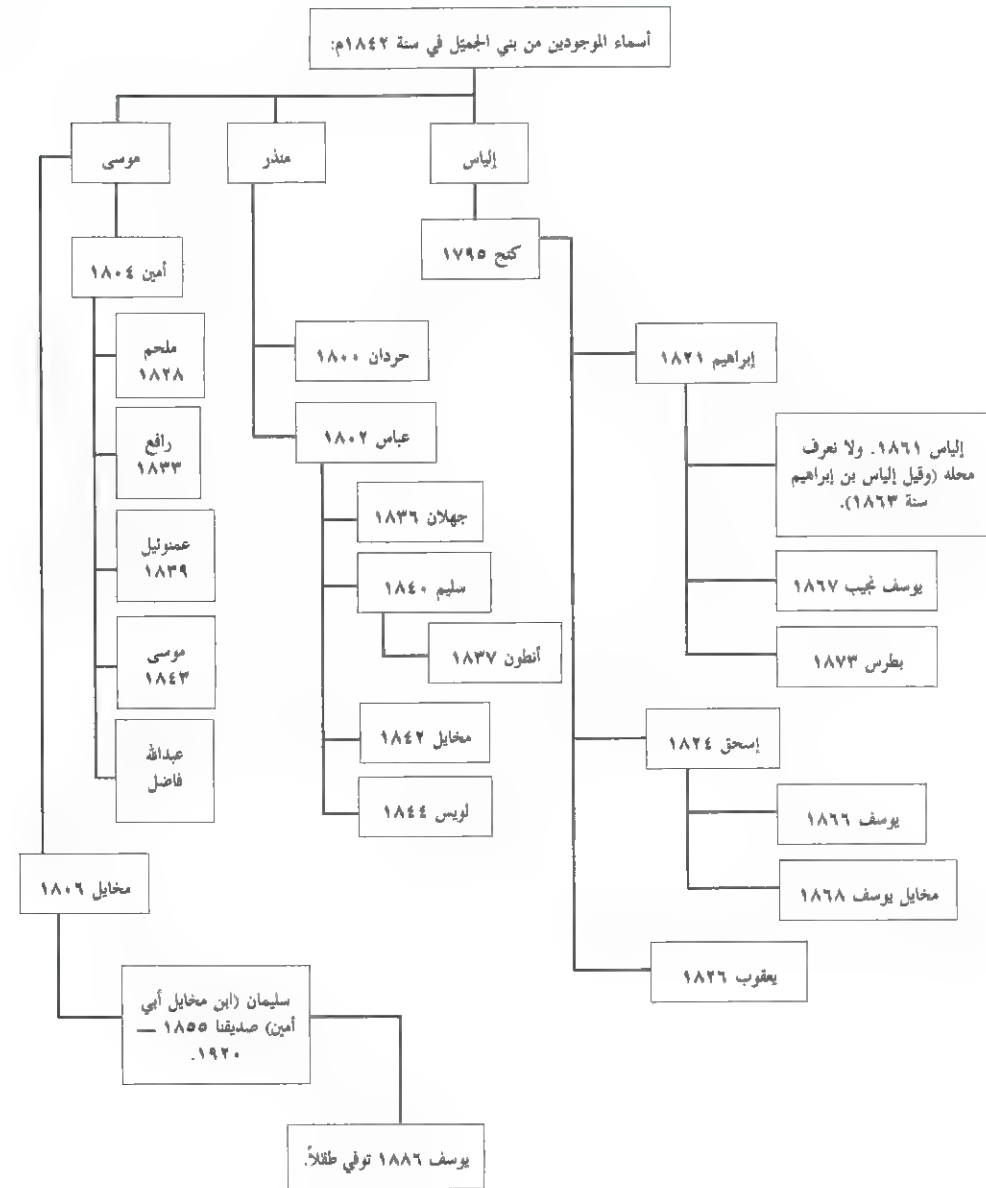 أسماء الموجودين من بني الجميّل في سنة ١٨٤٢م:
إلياس
منذر
موسى
كنج ١٧٩٥
إبراهيم ١٨٢١
إلياس ١٨٦١. ولا نعرف
محله (وقيل إلياس بن إبراهيم
سنة ١٨٦٣).
يوسف نجيب ١٨٦٧
بطرس ١٨٧٣
إسحق ١٨٢٤
يوسف ١٨٦٦
مخايل يوسف ١٨٦٨
يعقوب ١٨٢٦
حردان ١٨٠٠
عباس ١٨٠٢
جهلان ١٨٣٦
سليم ١٨٤٠
أنطون ١٨٣٧
مخايل ١٨٤٢
لويس ١٨٤٤
أمين ١٨٠٤
ملحم
١٨٢٨
رافع
١٨٣٣
عمنوئيل
١٨٣٩
موسى
١٨٤٣
عبدالله
فاضل
مخايل ١٨٠٦
سليمان (ابن مخايل أبي
أمين) صديقنا ١٨٥٥ —
١٩٢٠.
يوسف ١٨٨٦ توفي طفلاً.